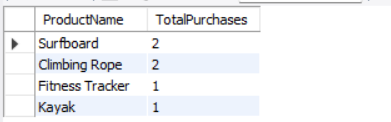 ProductName TotalPurchases
Surfboard 2
Climbing Rope 2
Fitness Tracker 1
Kayak 1